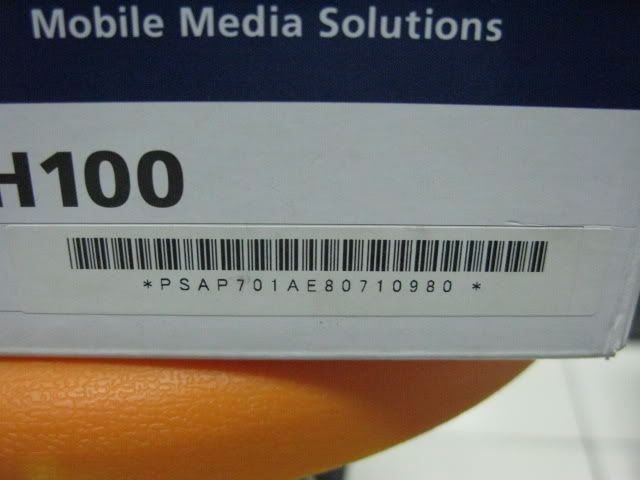 Mobile Media Solutions
H100
*PSAP701AE80710980 *